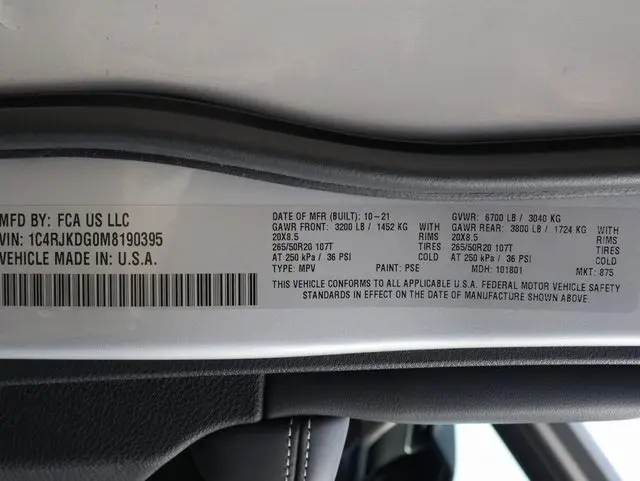 MFD BY: FCA US LLC
VIN: 1C4RJKDG0M8190395
VEHICLE MADE IN U.S.A.
DATE OF MFR (BUILT): 10-21
GAWR FRONT: 3200 LB / 1452 KG WITH
20X8.5 RIMS
265/50R20 107T TIRES
AT 250 kPa / 36 PSI COLD
TYPE: MPV PAINT: PSE
GVWR: 6700 LB / 3040 KG
GAWR REAR: 3800 LB / 1724 KG WITH
20X8.5 RIMS
265/50R20 107T TIRES
AT 250 kPa / 36 PSI COLD
MDH: 101801 MKT: 875
THIS VEHICLE CONFORMS TO ALL APPLICABLE U.S.A. FEDERAL MOTOR VEHICLE SAFETY
STANDARDS IN EFFECT ON THE DATE OF MANUFACTURE SHOWN ABOVE.